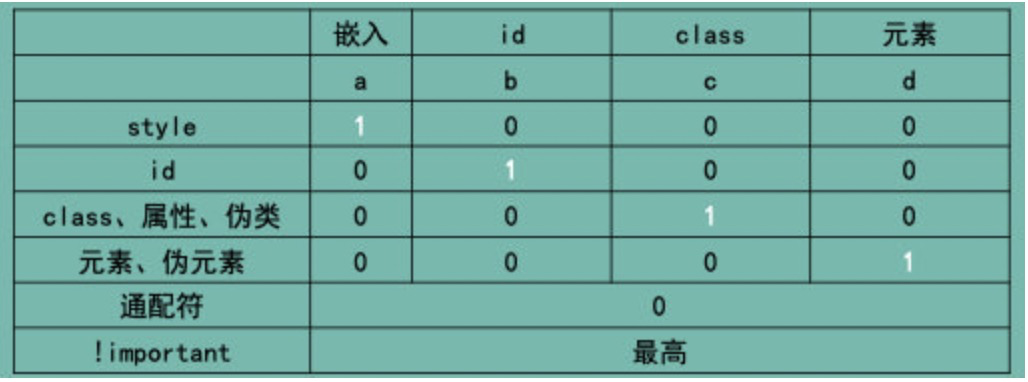 嵌入 id class 元素
a b c d
style 1 0 0 0
id 0 1 0 0
class、属性、伪类 0 0 1 0
元素、伪元素 0 0 0 1
通配符 0
!important 最高